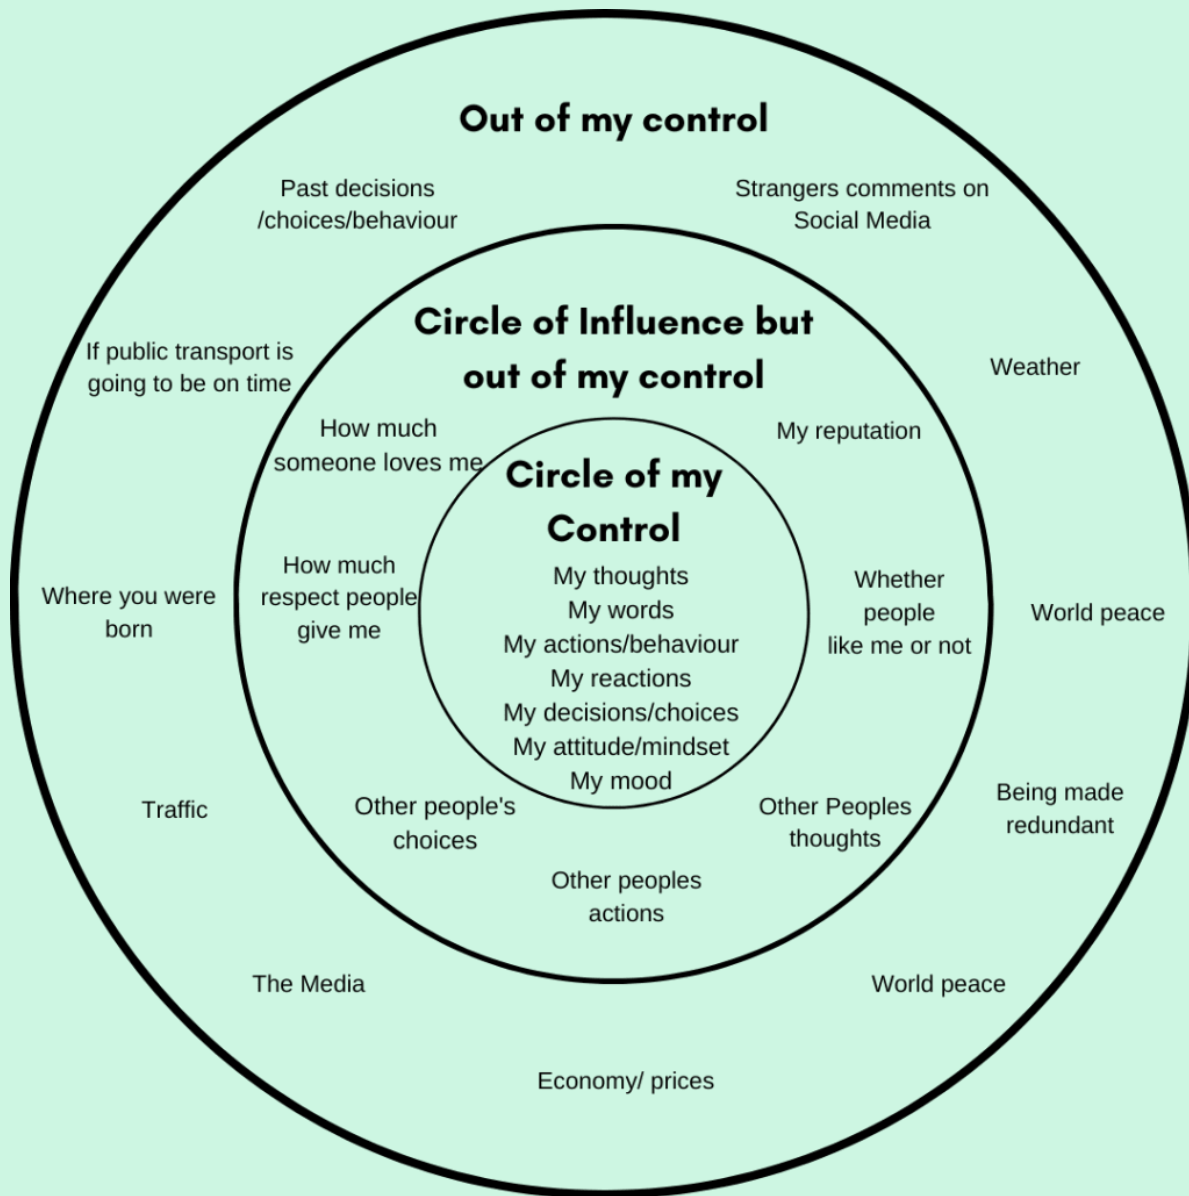 Out of my control
Past decisions
/choices/behaviour
Strangers comments on
Social Media
If public transport is
going to be on time
Weather
Where you were
born
World peace
Traffic
Being made
redundant
The Media
World peace
Economy/ prices
Circle of Influence but
out of my control
How much
someone loves me
My reputation
How much
respect people
give me
Whether
people
like me or not
Other people's
choices
Other Peoples
thoughts
Other peoples
actions
Circle of my
Control
My thoughts
My words
My actions/behaviour
My reactions
My decisions/choices
My attitude/mindset
My mood